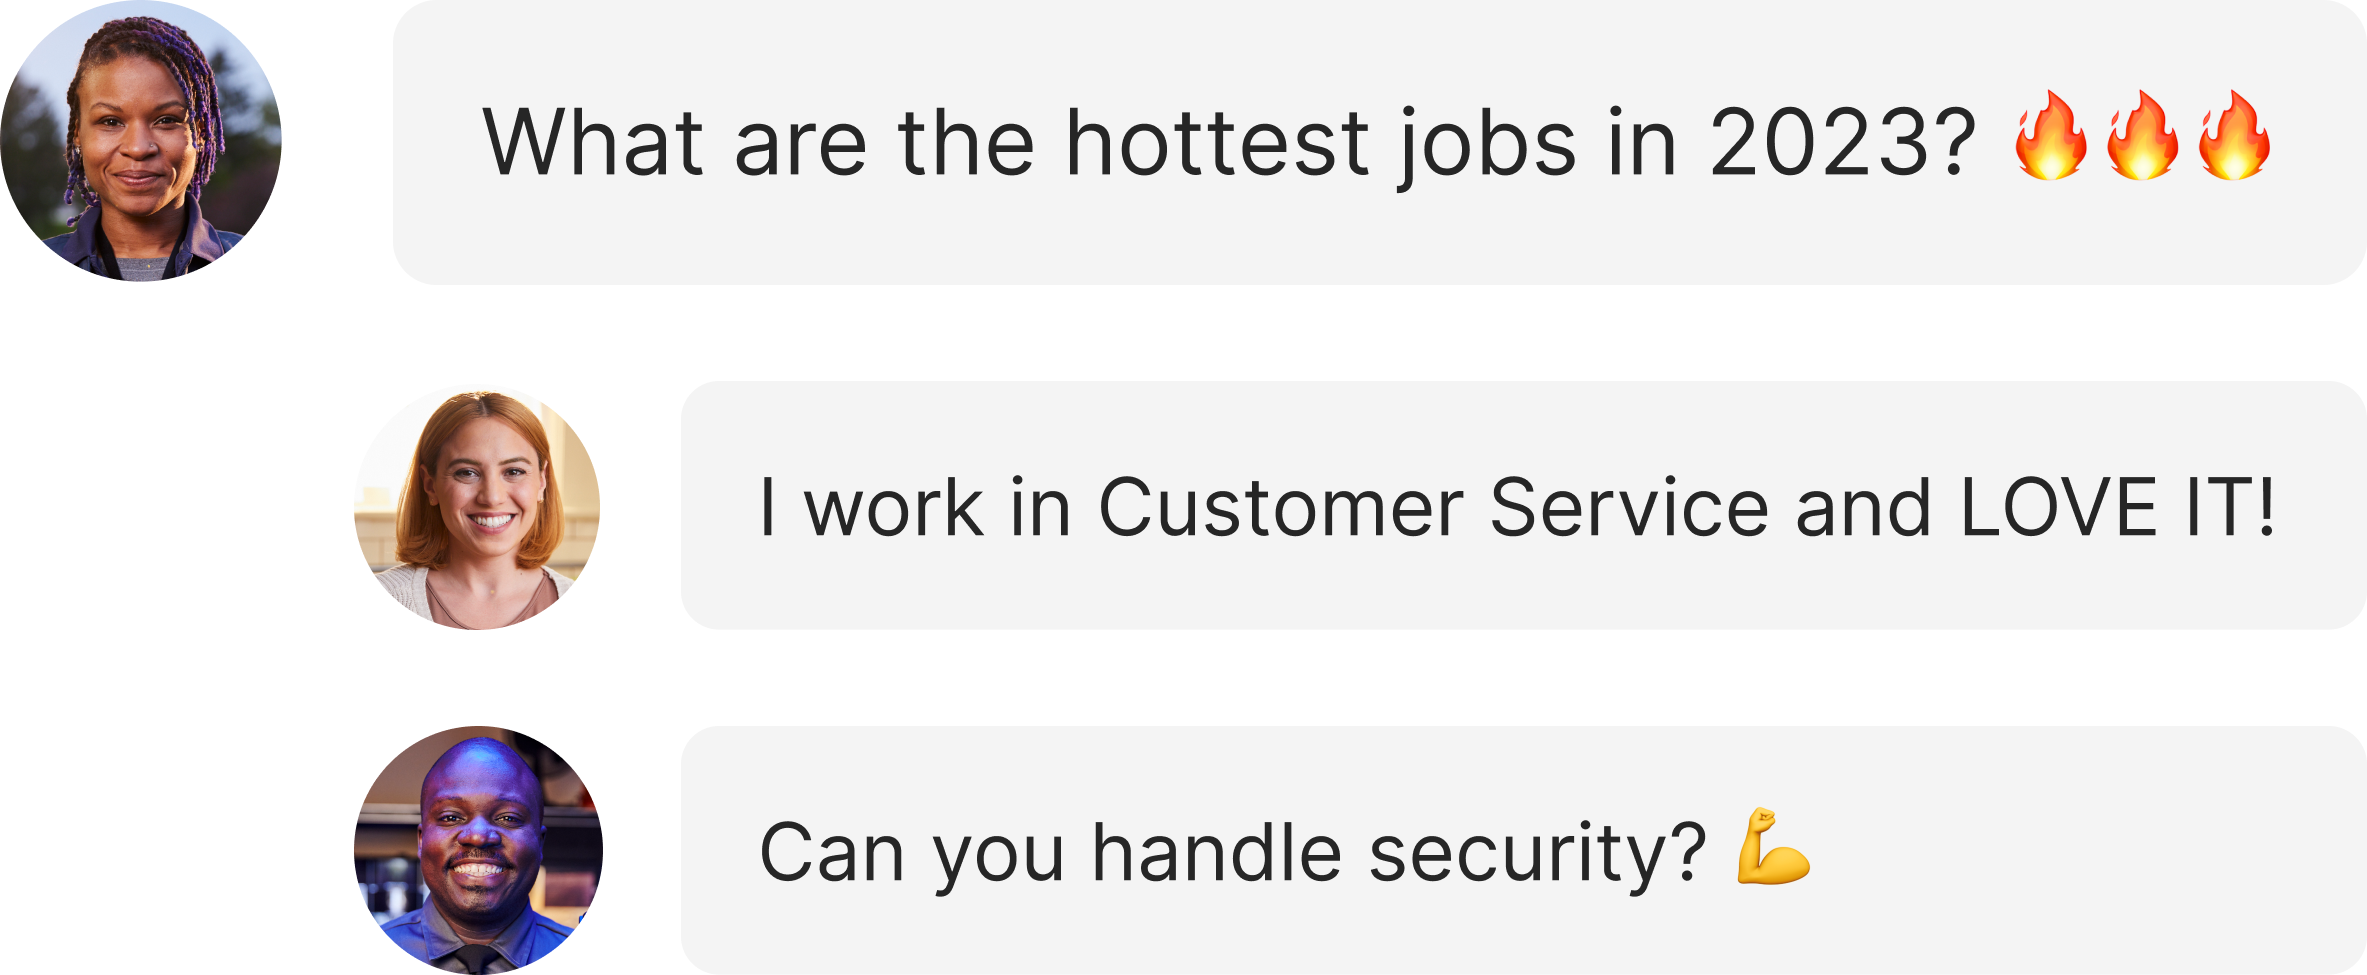 What are the hottest jobs in 2023? 🔥🔥🔥
I work in Customer Service and LOVE IT!
Can you handle security? 💪